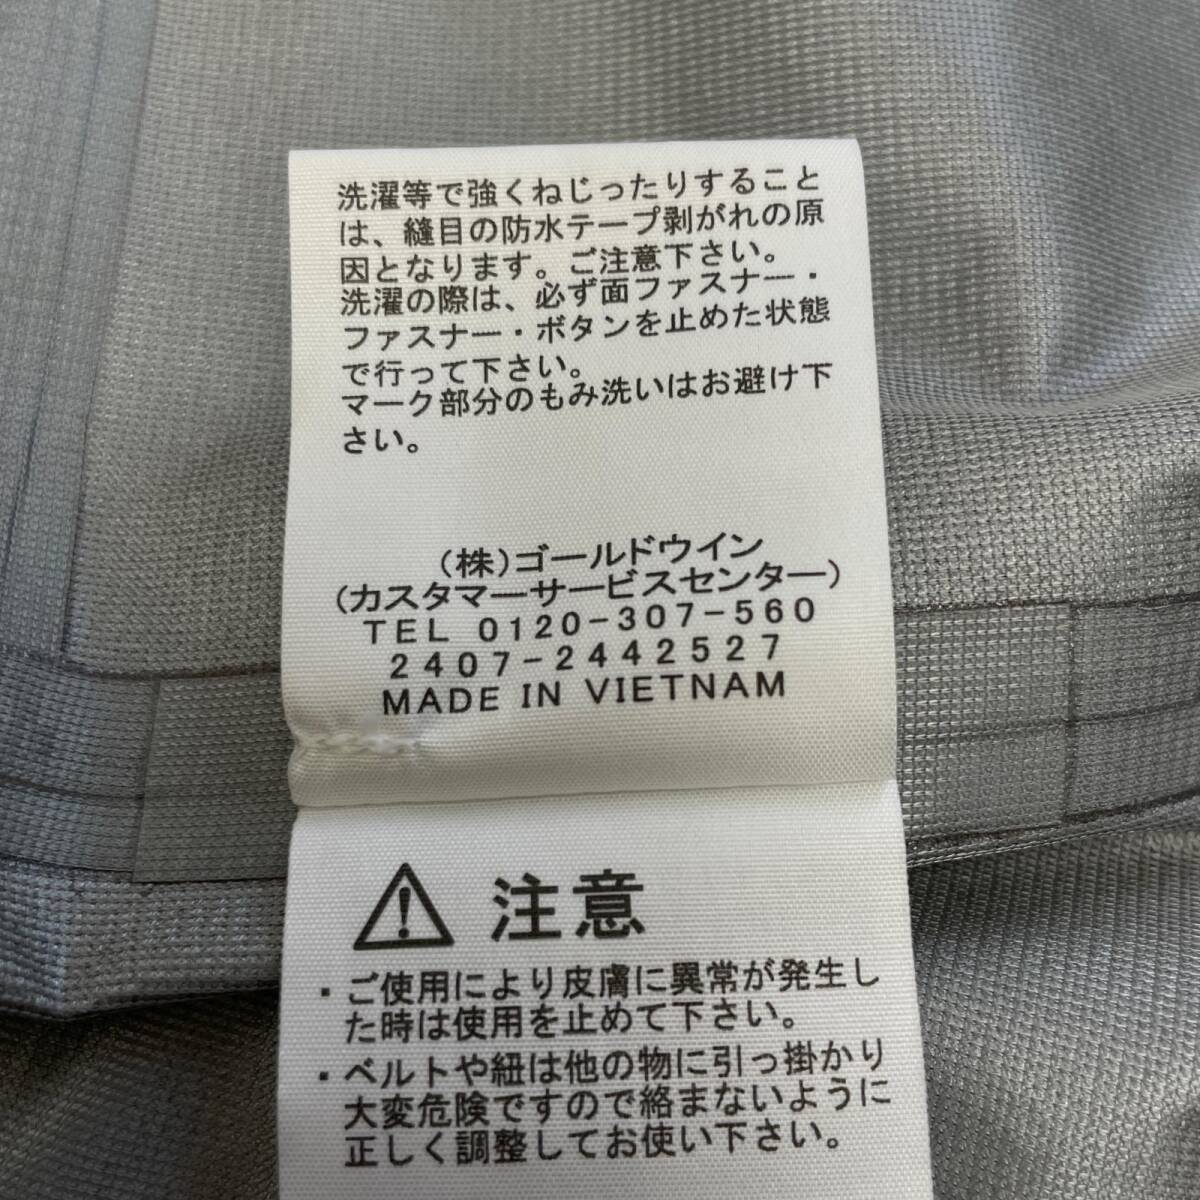 洗濯等で強くねじったりすること
は、縫目の防水テープ剥がれの原
因となります。ご注意下さい。
洗濯の際は、必ず面ファスナー・
ファスナー・ボタンを止めた状態
で行って下さい。
マーク部分のもみ洗いはお避け下
さい。
(株)ゴールドウイン
(カスタマーサービスセンター)
TEL 0120-307-560
2407-2442527
MADE IN VIETNAM
注意
・ご使用により皮膚に異常が発生し
た時は使用を止めて下さい。
・ベルトや紐は他の物に引っ掛かり
大変危険ですので絡まないように
正しく調整してお使い下さい。